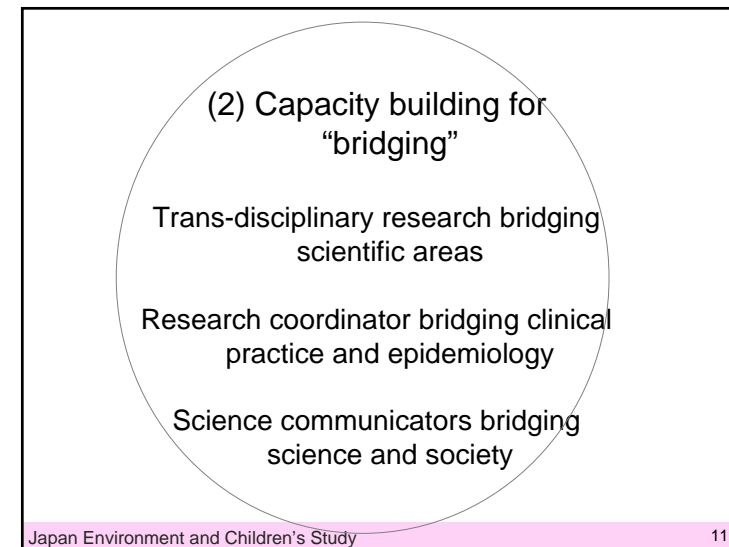 (2) Capacity building for
“bridging”
Trans-disciplinary research bridging
scientific areas
Research coordinator bridging clinical
practice and epidemiology
Science communicators bridging
science and society
Japan Environment and Children’s Study
11